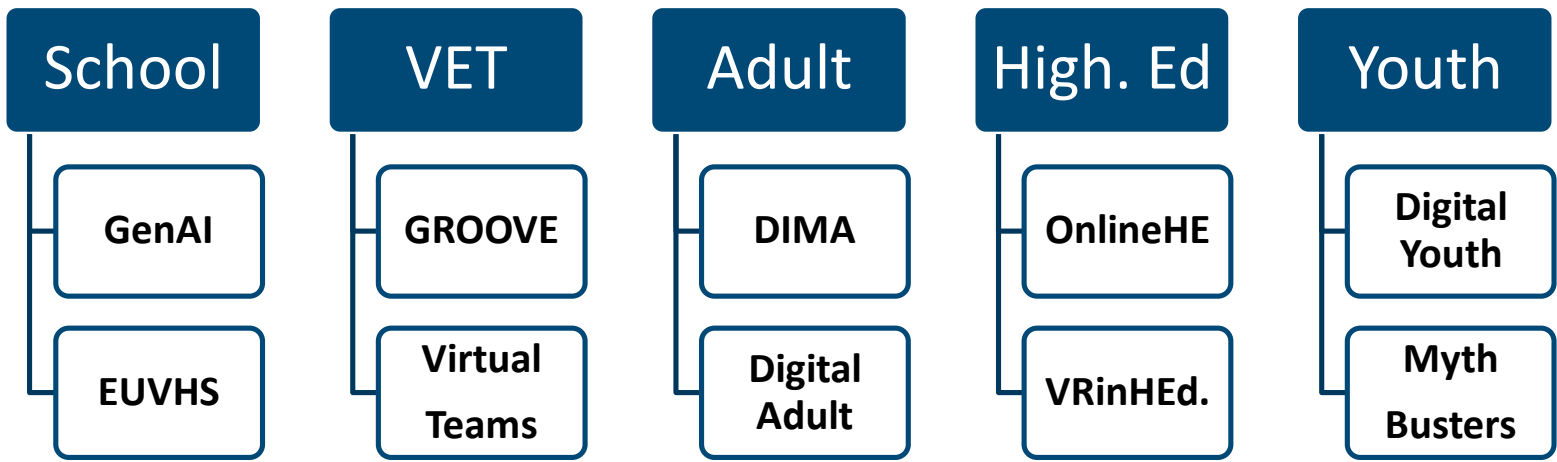 School
GenAI
EUVHS
VET
GROOVE
Virtual
Teams
Adult
DIMA
Digital
Adult
High. Ed
OnlineHE
VRinHEd.
Youth
Digital
Youth
Myth
Busters